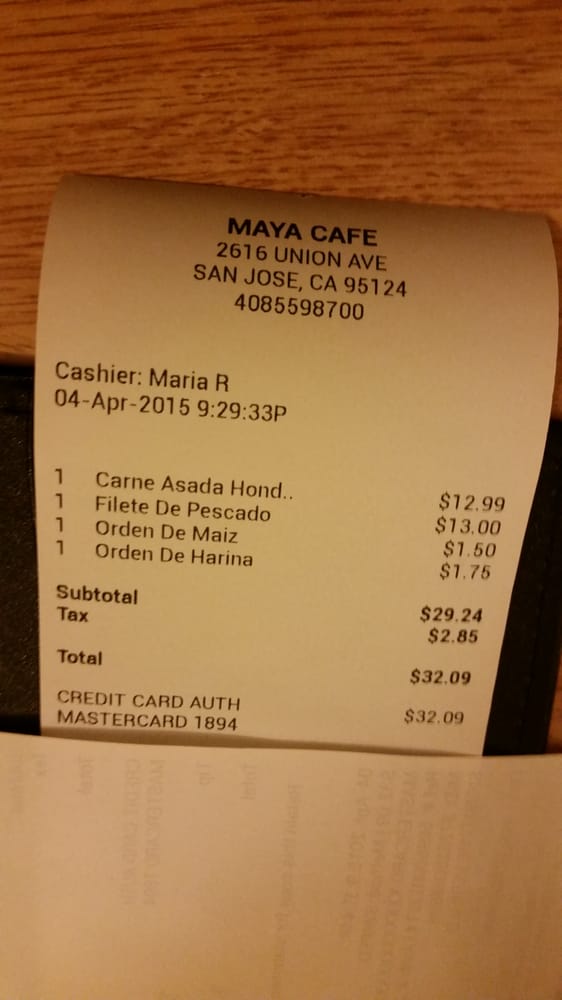 MAYA CAFE
2616 UNION AVE
SAN JOSE, CA 95124
4085598700
Cashier: Maria R
04-Apr-2015 9:29:33P
1 Carne Asada Hond.. $12.99
1 Filete De Pescado $13.00
1 Orden De Maiz $1.50
1 Orden De Harina $1.75
Subtotal $29.24
Tax $2.85
Total $32.09
CREDIT CARD AUTH
MASTERCARD 1894 $32.09